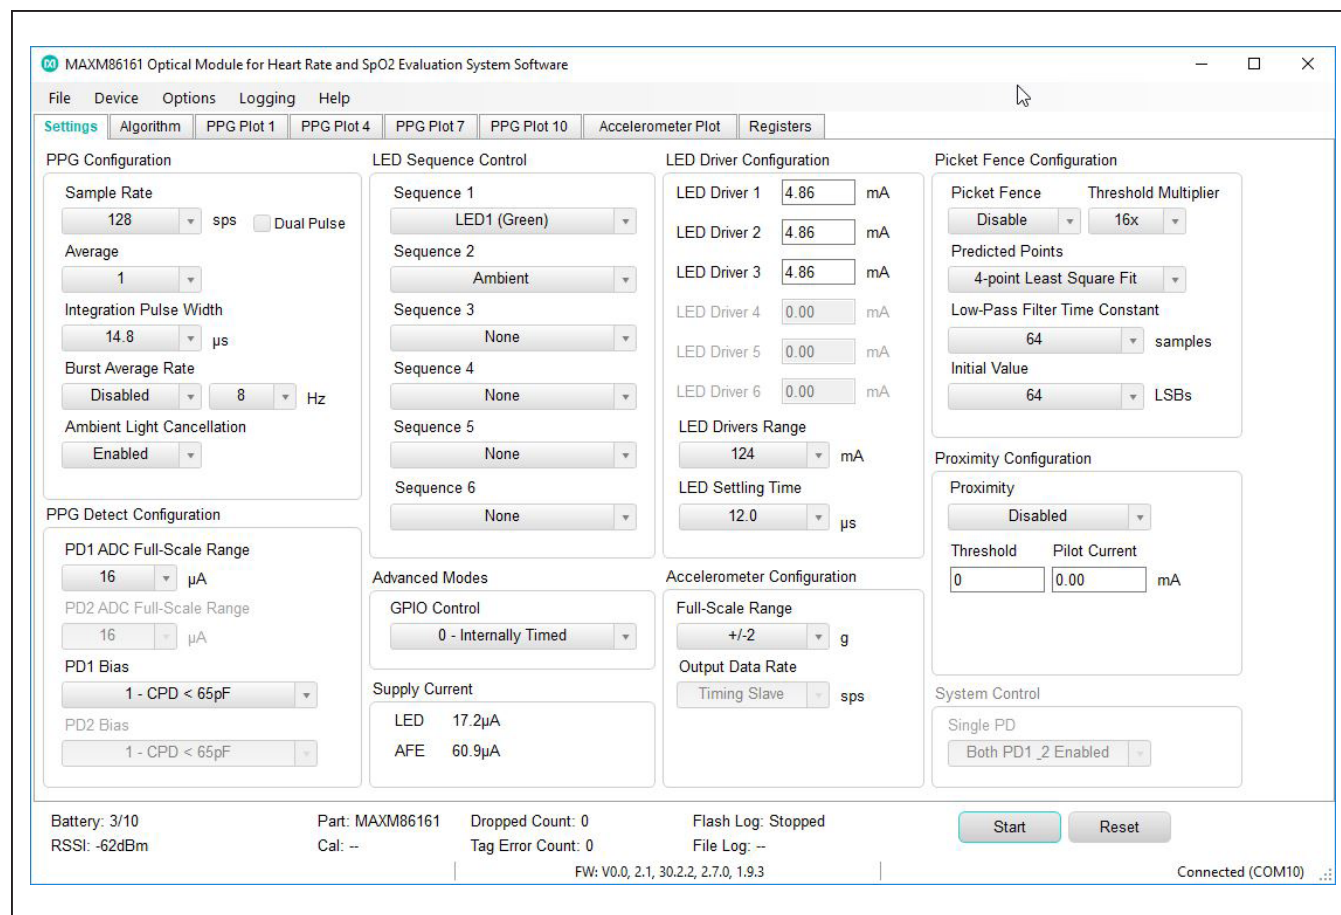 MAXM86161 Optical Module for Heart Rate and SpO2 Evaluation System Software
File Device Options Logging Help
Settings Algorithm PPG Plot 1 PPG Plot 4 PPG Plot 7 PPG Plot 10 Accelerometer Plot Registers
PPG Configuration
Sample Rate
128 sps Dual Pulse
Average
1
Integration Pulse Width
14.8 µs
Burst Average Rate
Disabled 8 Hz
Ambient Light Cancellation
Enabled
PPG Detect Configuration
PD1 ADC Full-Scale Range
16 µA
PD2 ADC Full-Scale Range
16 µA
PD1 Bias
1 - CPD < 65pF
PD2 Bias
1 - CPD < 65pF
LED Sequence Control
Sequence 1
LED1 (Green)
Sequence 2
Ambient
Sequence 3
None
Sequence 4
None
Sequence 5
None
Sequence 6
None
Advanced Modes
GPIO Control
0 - Internally Timed
Supply Current
LED 17.2µA
AFE 60.9µA
LED Driver Configuration
LED Driver 1 4.86 mA
LED Driver 2 4.86 mA
LED Driver 3 4.86 mA
LED Driver 4 0.00 mA
LED Driver 5 0.00 mA
LED Driver 6 0.00 mA
LED Drivers Range
124 mA
LED Settling Time
12.0 µs
Accelerometer Configuration
Full-Scale Range
+/-2 g
Output Data Rate
Timing Slave sps
Picket Fence Configuration
Picket Fence Threshold Multiplier
Disable 16x
Predicted Points
4-point Least Square Fit
Low-Pass Filter Time Constant
64 samples
Initial Value
64 LSBs
Proximity Configuration
Proximity
Disabled
Threshold Pilot Current
0 0.00 mA
System Control
Single PD
Both PD1 _2 Enabled
Battery: 3/10 Part: MAXM86161 Dropped Count: 0 Flash Log: Stopped Start Reset
RSSI: -62dBm Cal: -- Tag Error Count: 0 File Log: --
FW: V0.0, 2.1, 30.2.2, 2.7.0, 1.9.3 Connected (COM10)